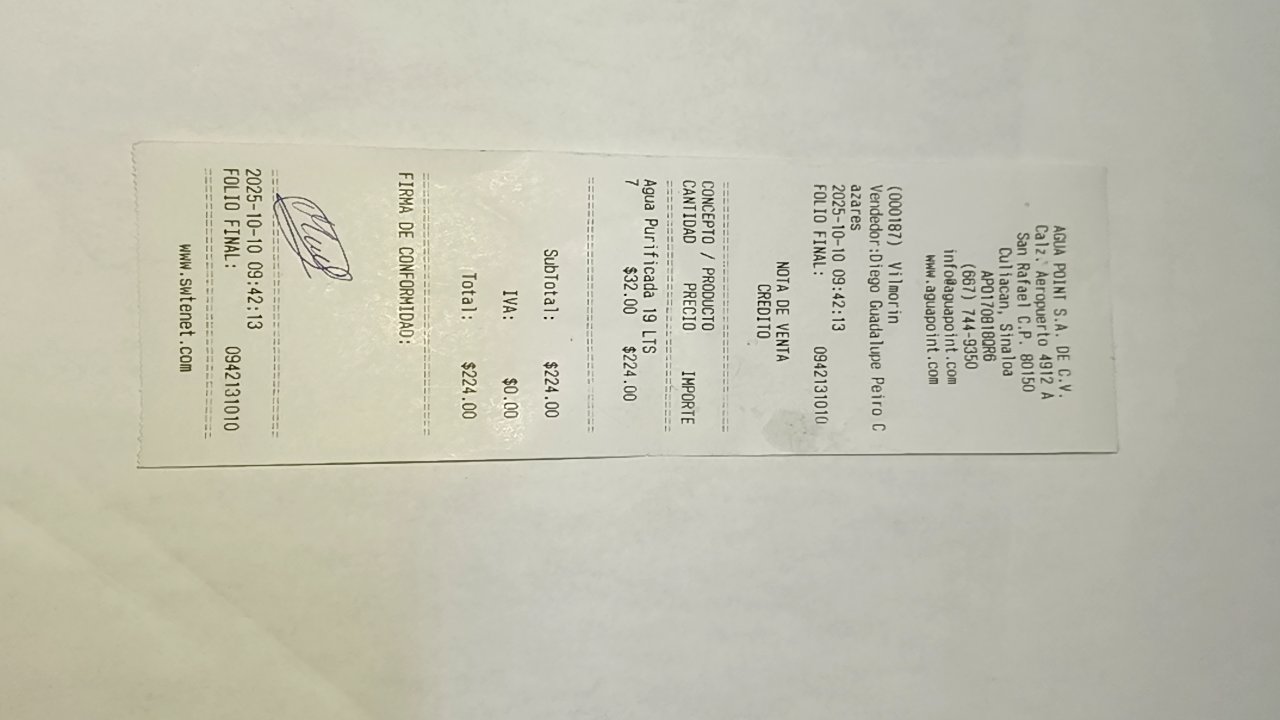 AGUA POINT S.A. DE C.V.
Calz. Aeropuerto 4912 A
San Rafael C.P. 80150
Culiacan, Sinaloa
APO170818QR6
(667) 744-9350
info@aguapoint.com
www.aguapoint.com
(000187) Vilmorin
Vendedor:Diego Guadalupe Peiro C
azares
2025-10-10 09:42:13
FOLIO FINAL: 0942131010
NOTA DE VENTA
CREDITO
CONCEPTO / PRODUCTO
CANTIDAD PRECIO IMPORTE
Agua Purificada 19 LTS
7 $32.00 $224.00
SubTotal: $224.00
IVA: $0.00
Total: $224.00
FIRMA DE CONFORMIDAD:
2025-10-10 09:42:13
FOLIO FINAL: 0942131010
www.swtenet.com